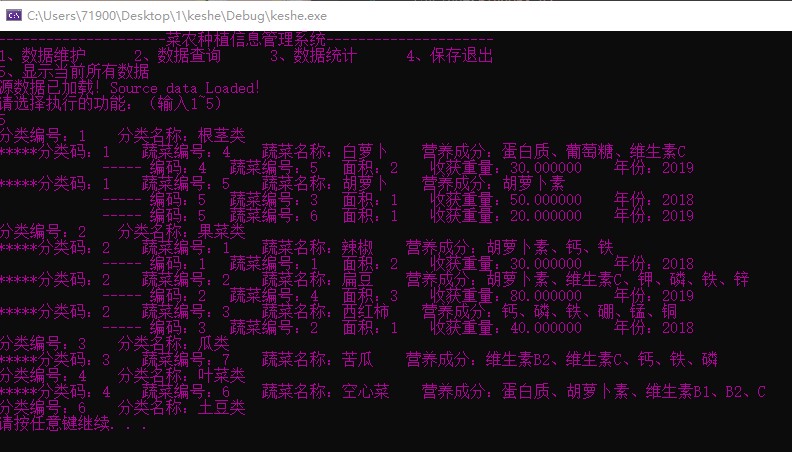 C:\Users\71900\Desktop\1\keshe\Debug\keshe.exe
---------------------菜农种植信息管理系统---------------------
1、数据维护      2、数据查询      3、数据统计      4、保存退出
5、显示当前所有数据
源数据已加载! Source data Loaded!
请选择执行的功能: (输入1~5)
5
分类编号: 1    分类名称: 根茎类
*****分类码: 1    蔬菜编号: 4    蔬菜名称: 白萝卜    营养成分: 蛋白质、葡萄糖、维生素C
----- 编码: 4   蔬菜编号: 5   面积: 2    收获重量: 30.000000    年份: 2019
*****分类码: 1    蔬菜编号: 5    蔬菜名称: 胡萝卜    营养成分: 胡萝卜素
----- 编码: 5   蔬菜编号: 3   面积: 1    收获重量: 50.000000    年份: 2018
----- 编码: 5   蔬菜编号: 6   面积: 1    收获重量: 20.000000    年份: 2019
分类编号: 2    分类名称: 果菜类
*****分类码: 2    蔬菜编号: 1    蔬菜名称: 辣椒    营养成分: 胡萝卜素、钙、铁
----- 编码: 1   蔬菜编号: 1   面积: 2    收获重量: 30.000000    年份: 2018
*****分类码: 2    蔬菜编号: 2    蔬菜名称: 扁豆    营养成分: 胡萝卜素、维生素C、钾、磷、铁、锌
----- 编码: 2   蔬菜编号: 4   面积: 3    收获重量: 80.000000    年份: 2019
*****分类码: 2    蔬菜编号: 3    蔬菜名称: 西红柿    营养成分: 钙、磷、铁、硼、锰、铜
----- 编码: 3   蔬菜编号: 2   面积: 1    收获重量: 40.000000    年份: 2018
分类编号: 3    分类名称: 瓜类
*****分类码: 3    蔬菜编号: 7    蔬菜名称: 苦瓜    营养成分: 维生素B2、维生素C、钙、铁、磷
分类编号: 4    分类名称: 叶菜类
*****分类码: 4    蔬菜编号: 6    蔬菜名称: 空心菜    营养成分: 蛋白质、胡萝卜素、维生素B1、B2、C
分类编号: 6    分类名称: 土豆类
请按任意键继续. . .